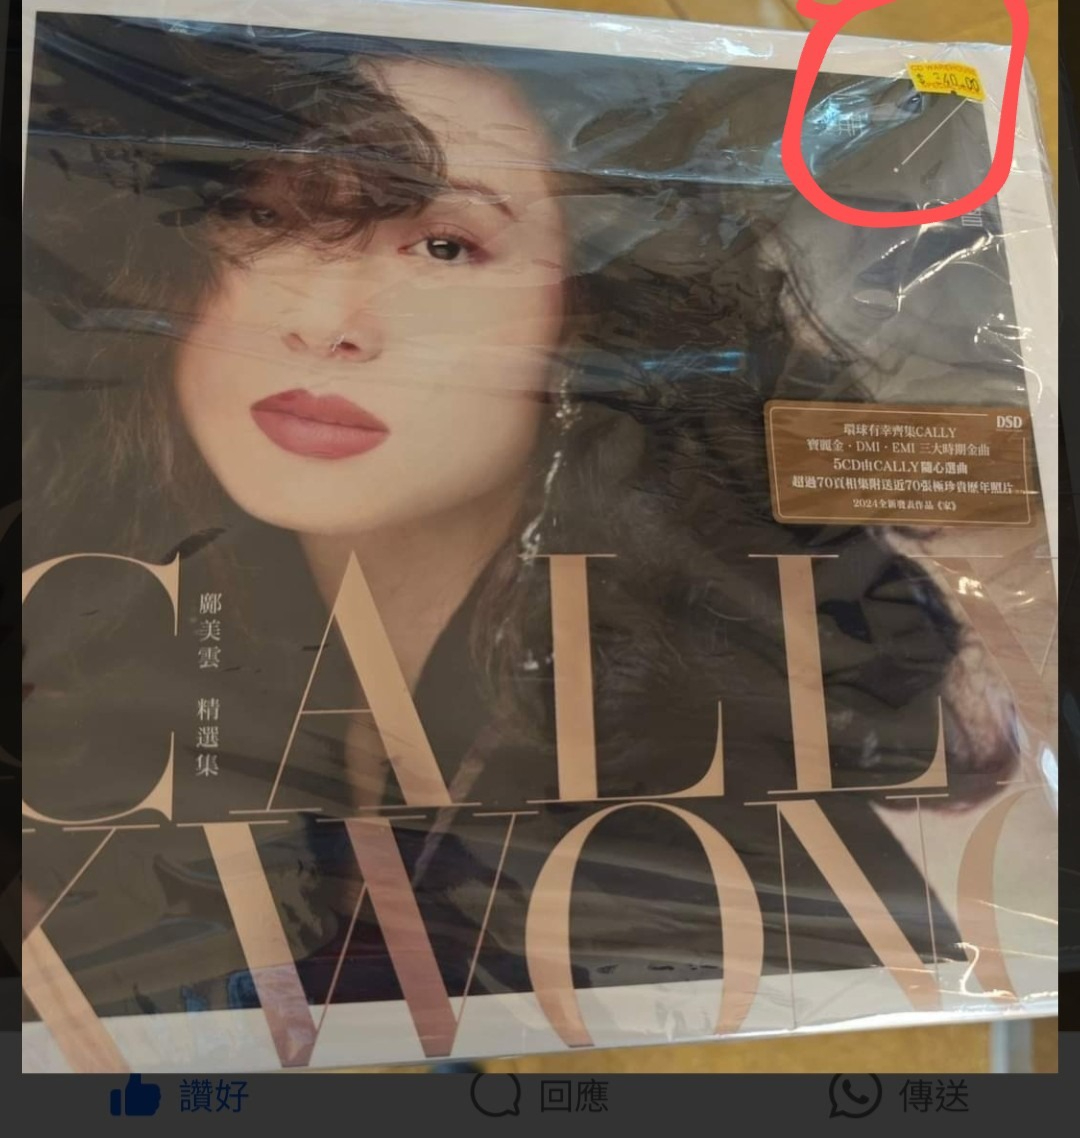 CD WAREHOUSE
$ 340.00
DSD
環球有幸齊集CALLY
寶麗金・DMI・EMI 三大時期金曲
5CD由CALLY隨心選曲
超過70頁相集附送近70張極珍貴歷年照片
2024全新發表作品《家》
CALLY
鄺美雲 精選集
KWONG
讚好
回應
傳送